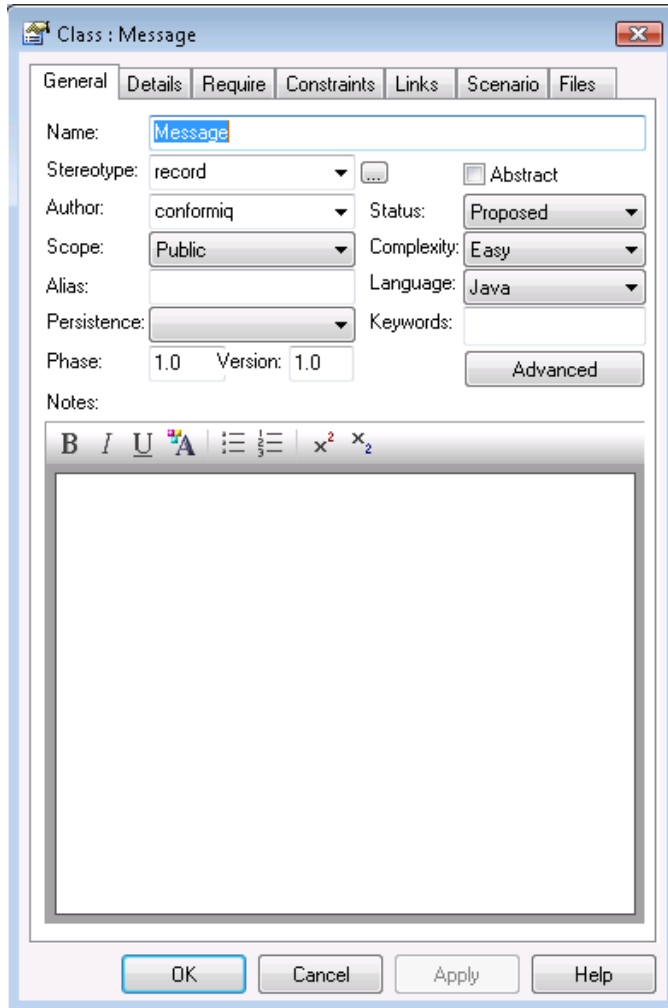 Class : Message
General Details Require Constraints Links Scenario Files
Name: Message
Stereotype: record ... Abstract
Author: conformiq Status: Proposed
Scope: Public Complexity: Easy
Alias: Language: Java
Persistence: Keywords:
Phase: 1.0 Version: 1.0 Advanced
Notes:
B I U A x² x₂
OK Cancel Apply Help